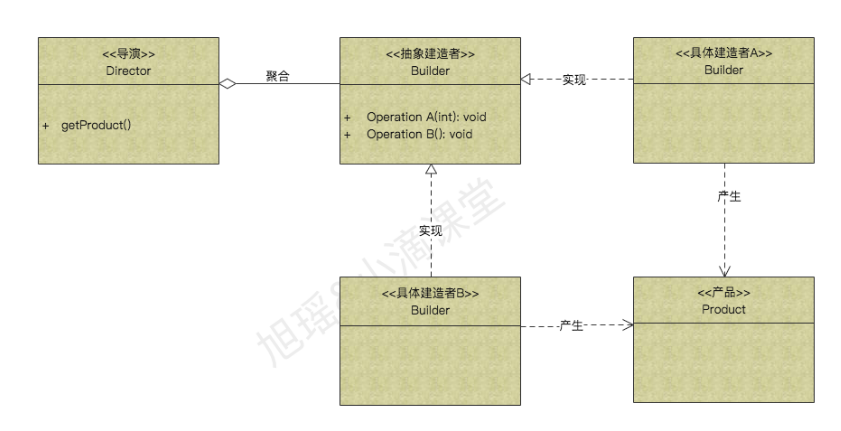 <<导演>>
Director
+ getProduct()
聚合
<<抽象建造者>>
Builder
+ Operation A(int): void
+ Operation B(): void
实现
<<具体建造者A>>
Builder
产生
实现
<<具体建造者B>>
Builder
产生
<<产品>>
Product
旭瑶&小滴课堂